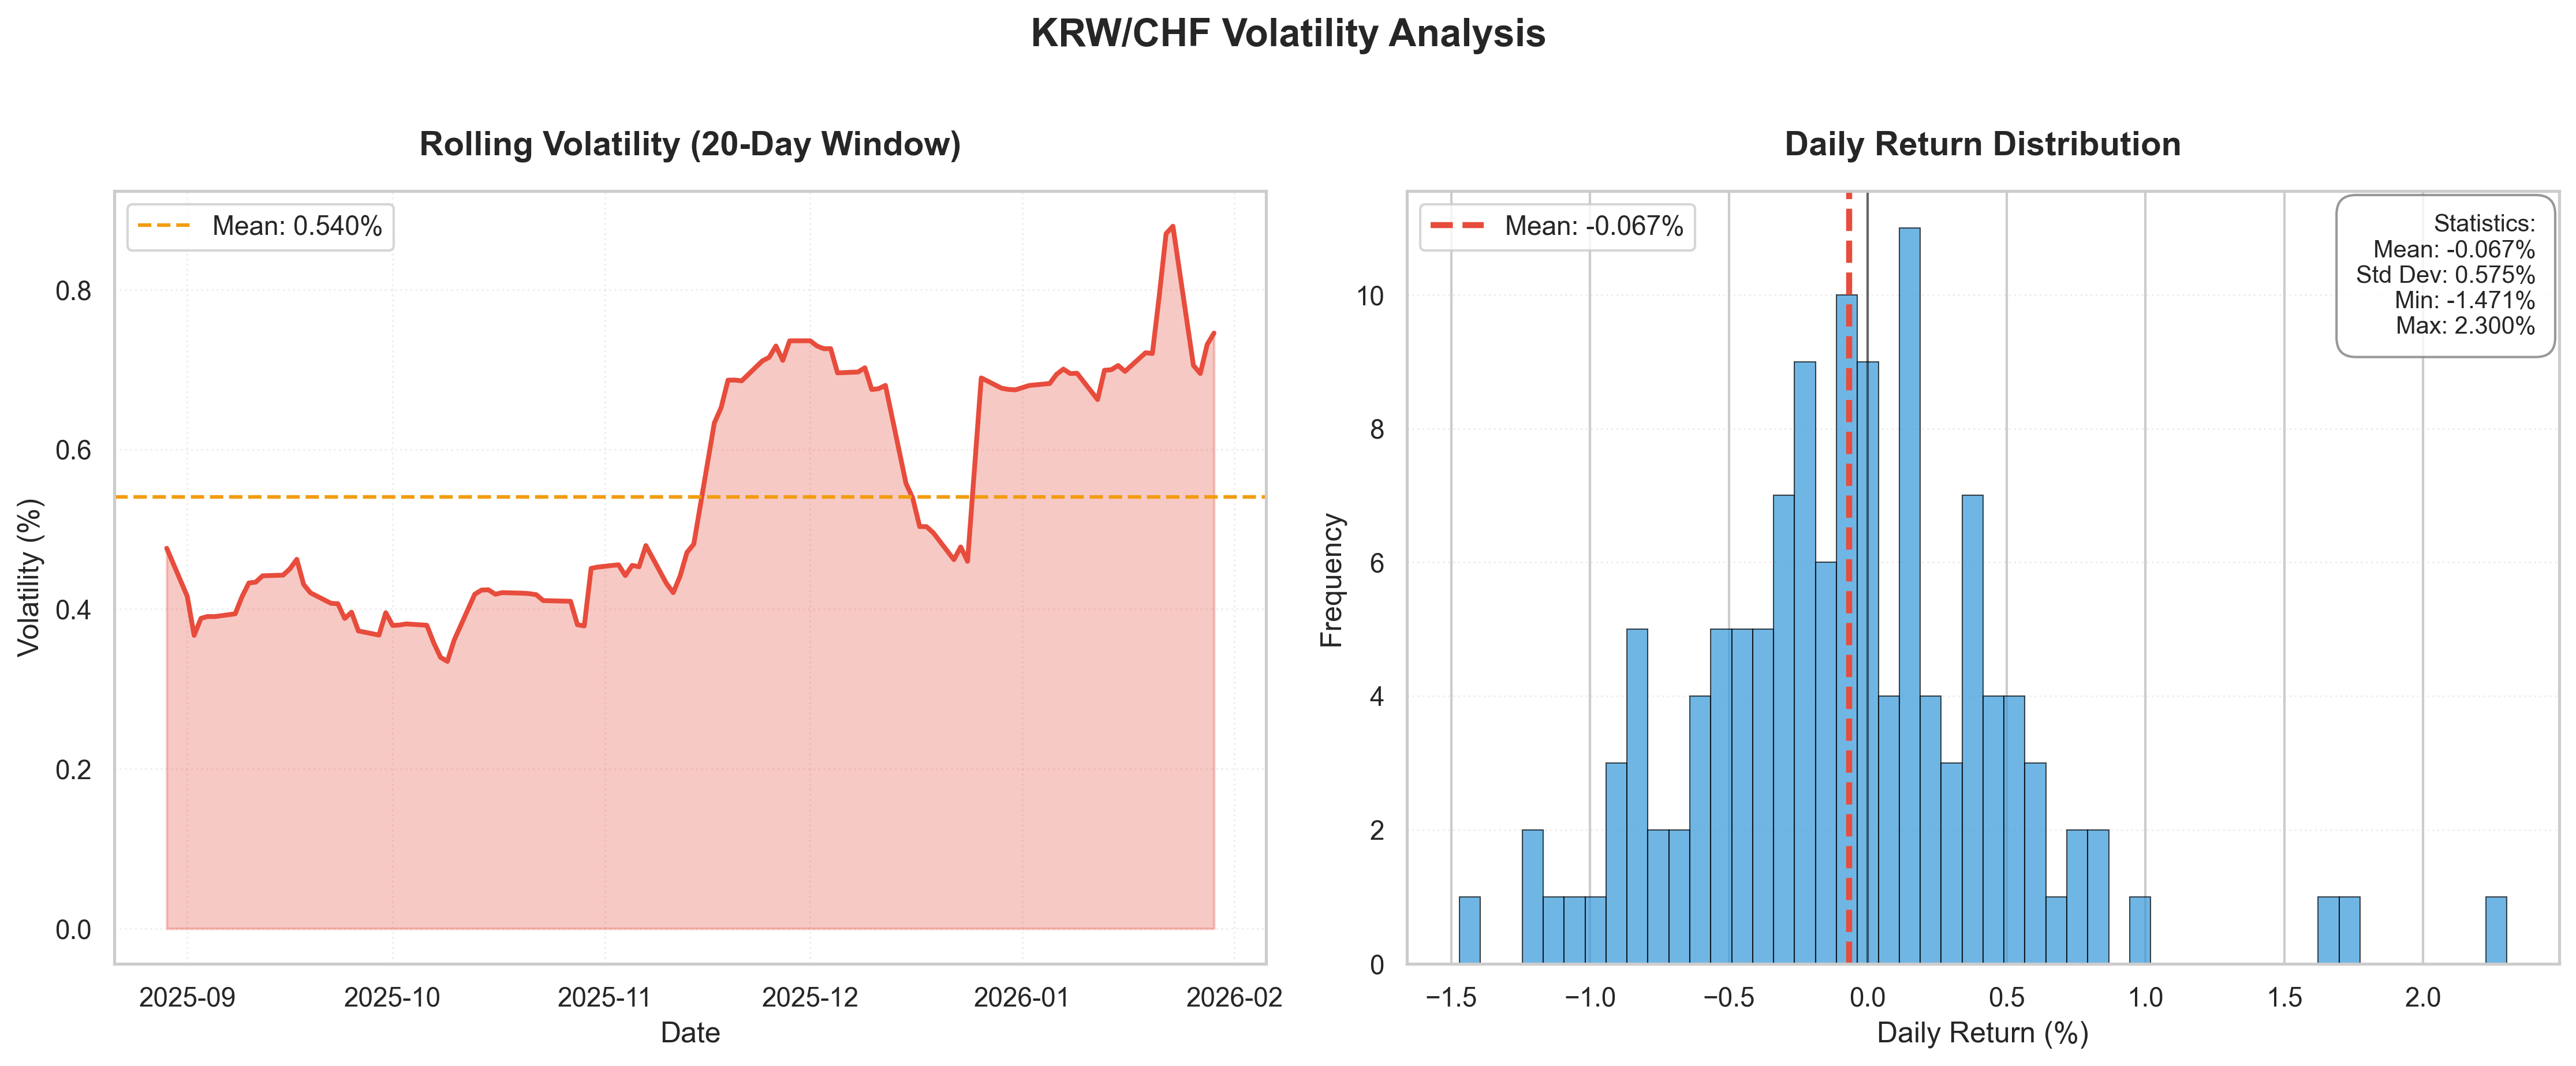 KRW/CHF Volatility Analysis
Rolling Volatility (20-Day Window)
Mean: 0.540%
Volatility (%)
0.8
0.6
0.4
0.2
0.0
2025-09 2025-10 2025-11 2025-12 2026-01 2026-02
Date
Daily Return Distribution
Mean: -0.067%
Statistics:
Mean: -0.067%
Std Dev: 0.575%
Min: -1.471%
Max: 2.300%
Frequency
10
8
6
4
2
0
−1.5 −1.0 −0.5 0.0 0.5 1.0 1.5 2.0
Daily Return (%)